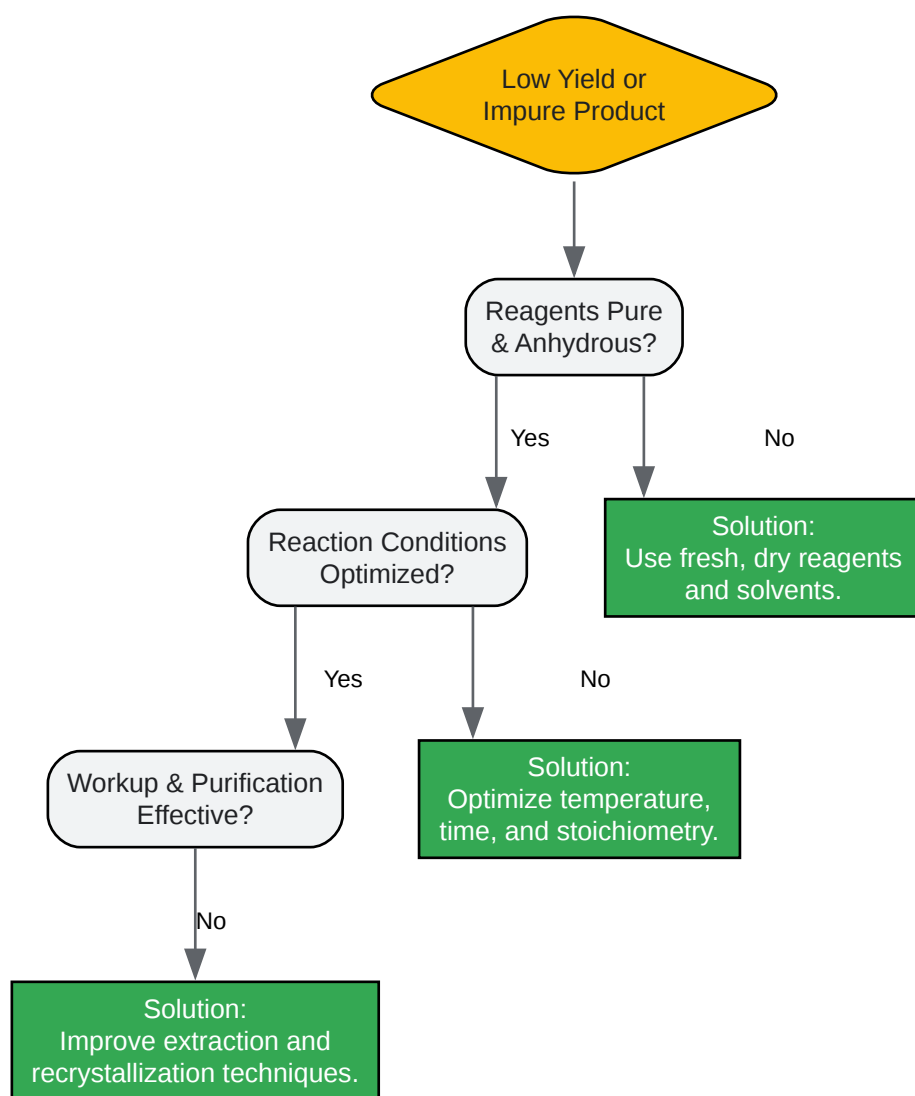 Low Yield or
Impure Product
Reagents Pure
& Anhydrous?
Yes
No
Reaction Conditions
Optimized?
Solution:
Use fresh, dry reagents
and solvents.
Yes
No
Workup & Purification
Effective?
Solution:
Optimize temperature,
time, and stoichiometry.
No
Solution:
Improve extraction and
recrystallization techniques.